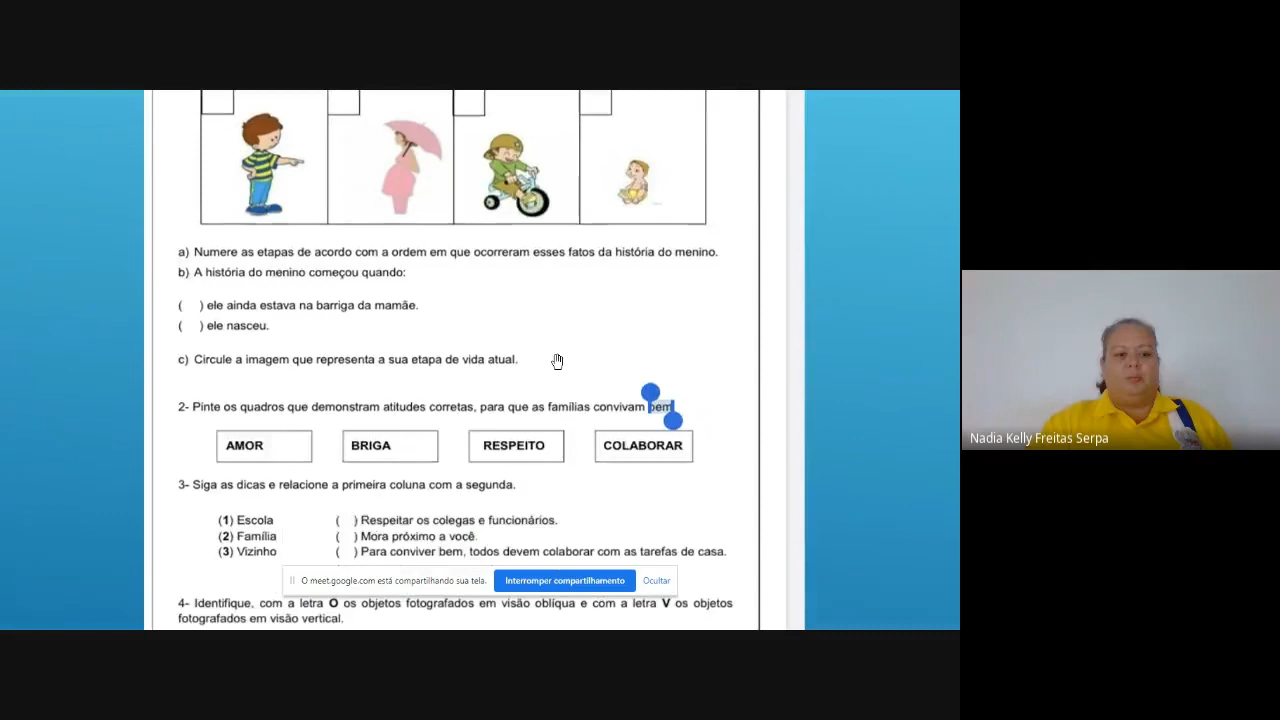 a) Numere as etapas de acordo com a ordem em que ocorreram esses fatos da história do menino.
b) A história do menino começou quando:
(    ) ele ainda estava na barriga da mamãe.
(    ) ele nasceu.
c) Circule a imagem que representa a sua etapa de vida atual.
2- Pinte os quadros que demonstram atitudes corretas, para que as famílias convivam bem
AMOR BRIGA RESPEITO COLABORAR
3- Siga as dicas e relacione a primeira coluna com a segunda.
(1) Escola (    ) Respeitar os colegas e funcionários.
(2) Família (    ) Mora próximo a você.
(3) Vizinho (    ) Para conviver bem, todos devem colaborar com as tarefas de casa.
O meet.google.com está compartilhando sua tela. Interromper compartilhamento Ocultar
4- Identifique, com a letra O os objetos fotografados em visão oblíqua e com a letra V os objetos
fotografados em visão vertical.
Nadia Kelly Freitas Serpa